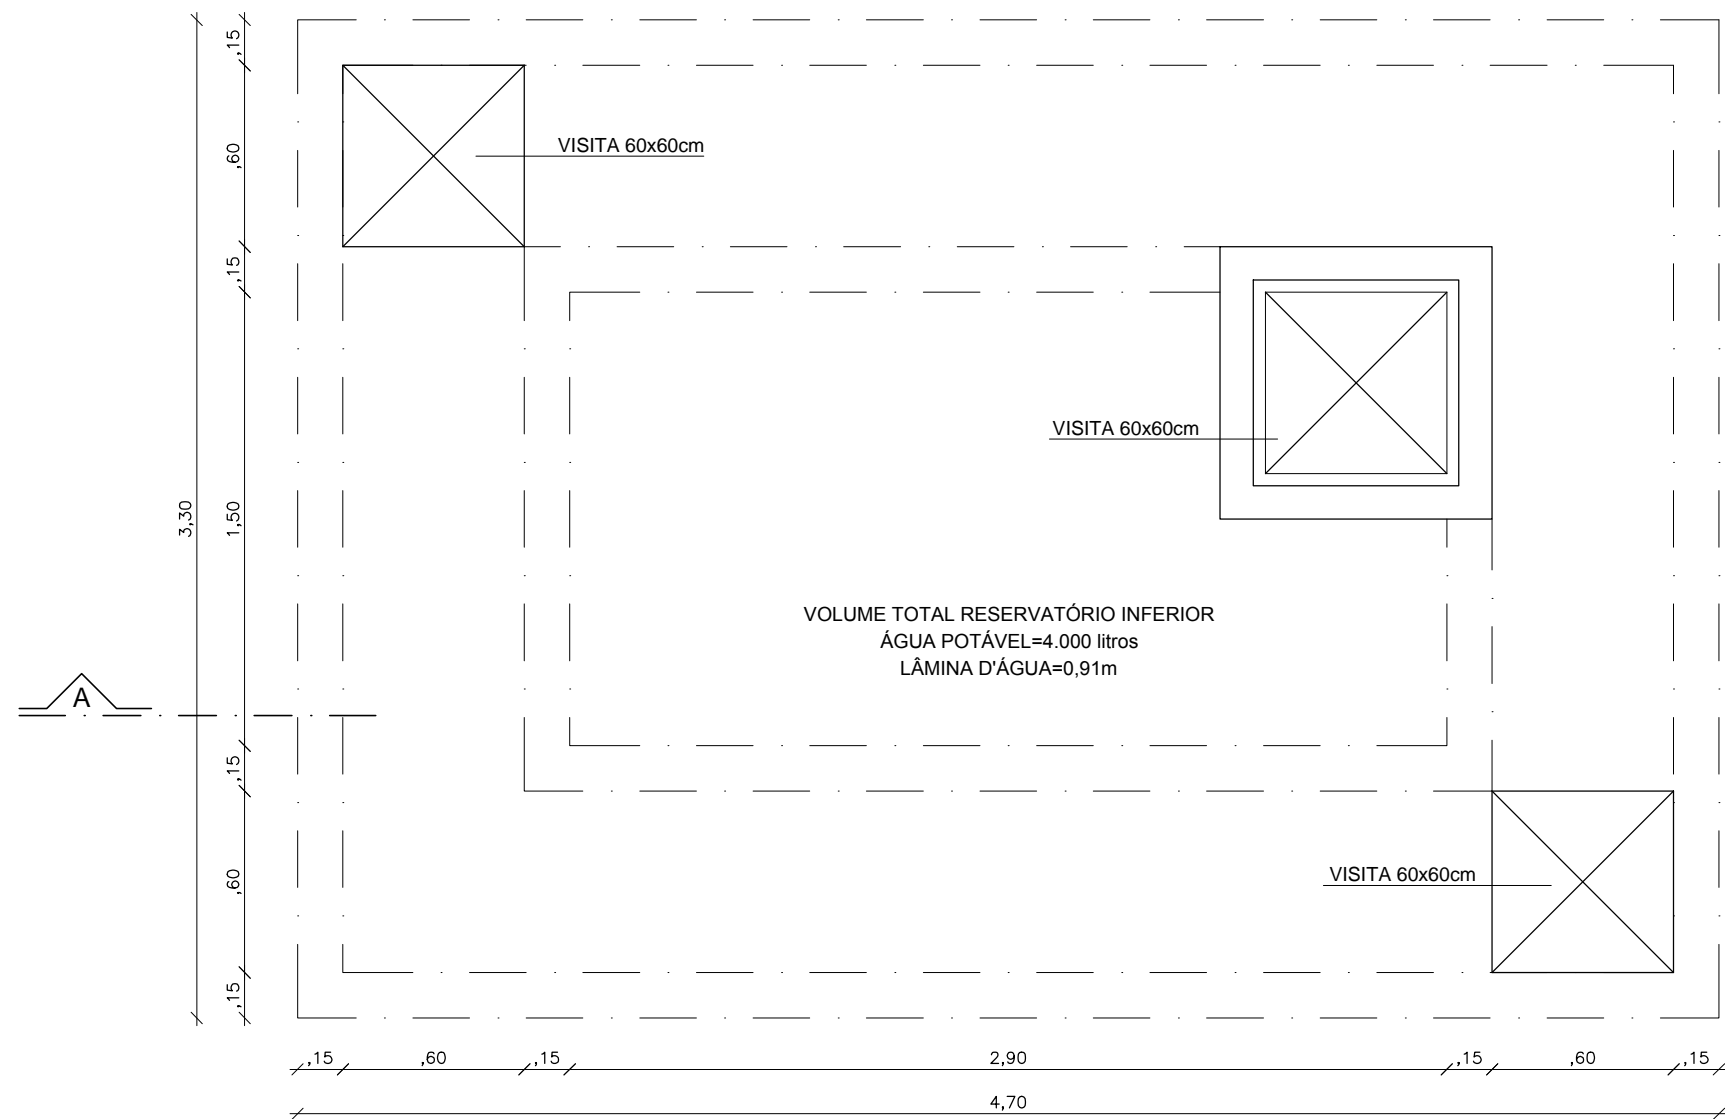 ,15
,60
VISITA 60x60cm
,15
VISITA 60x60cm
3,30
1,50
VOLUME TOTAL RESERVATÓRIO INFERIOR
ÁGUA POTÁVEL=4.000 litros
LÂMINA D'ÁGUA=0,91m
A
,15
,60
VISITA 60x60cm
,15
,15 ,60 ,15 2,90 ,15 ,60 ,15
4,70